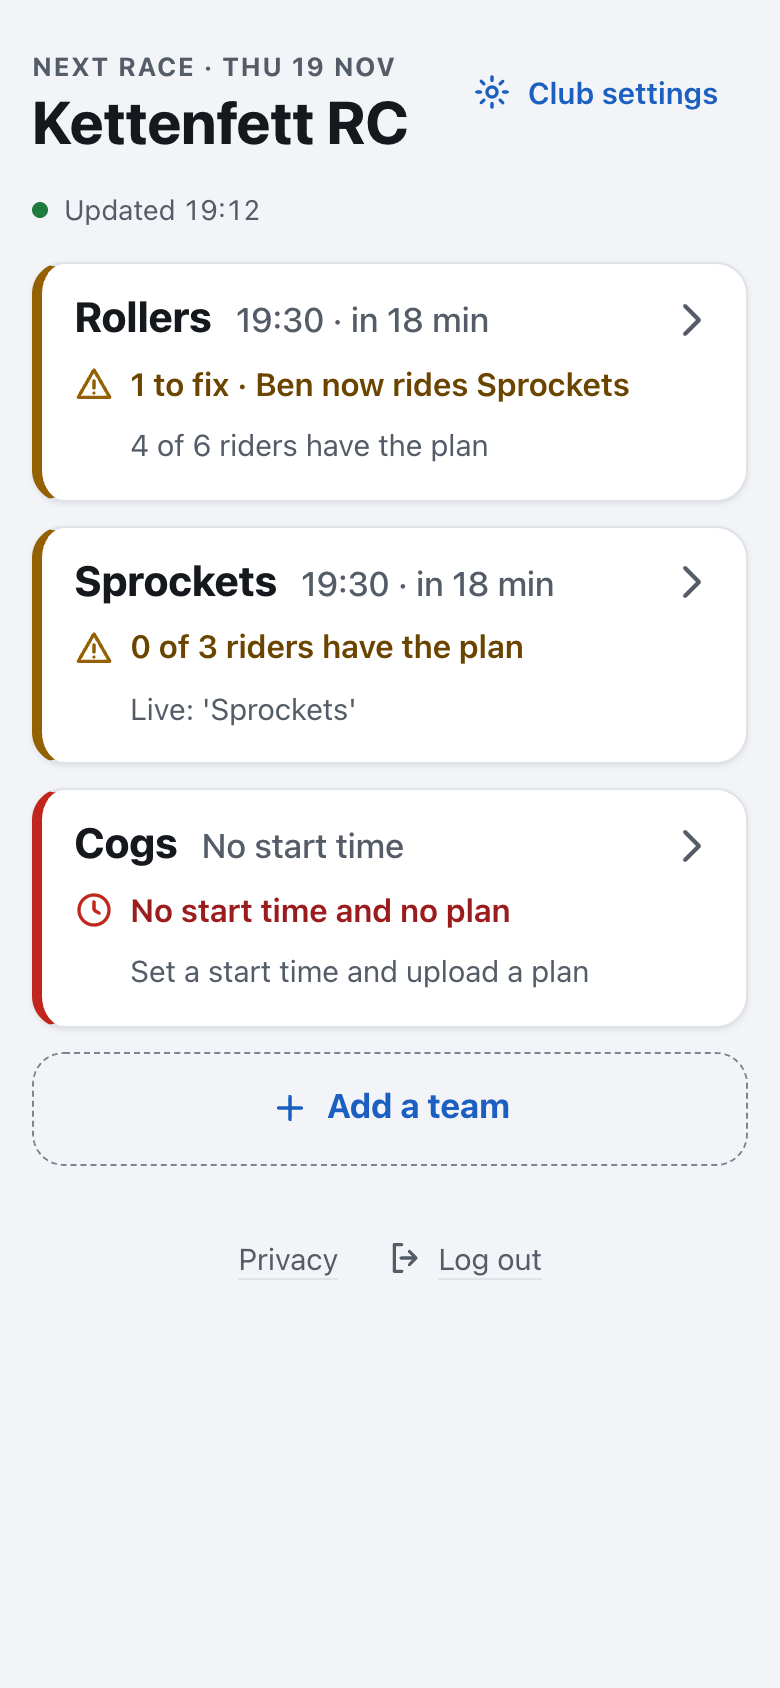 NEXT RACE · THU 19 NOV
Kettenfett RC
Club settings
Updated 19:12
Rollers 19:30 · in 18 min
1 to fix · Ben now rides Sprockets
4 of 6 riders have the plan
Sprockets 19:30 · in 18 min
0 of 3 riders have the plan
Live: 'Sprockets'
Cogs No start time
No start time and no plan
Set a start time and upload a plan
Add a team
Privacy Log out